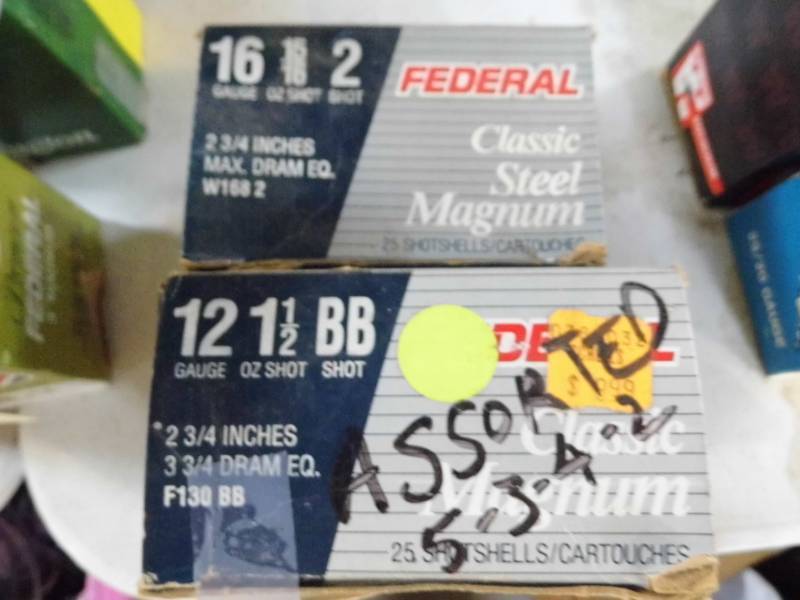 16 15/16 2
GAUGE OZ SHOT SHOT
FEDERAL
2 3/4 INCHES
MAX. DRAM EQ.
W168 2
Classic
Steel
Magnum
25 SHOTSHELLS/CARTOUCHES
12 1 1/2 BB
GAUGE OZ SHOT SHOT
2 3/4 INCHES
3 3/4 DRAM EQ.
F130 BB
Classic
Magnum
25 SHOTSHELLS/CARTOUCHES
ASSORTED
FEDERAL